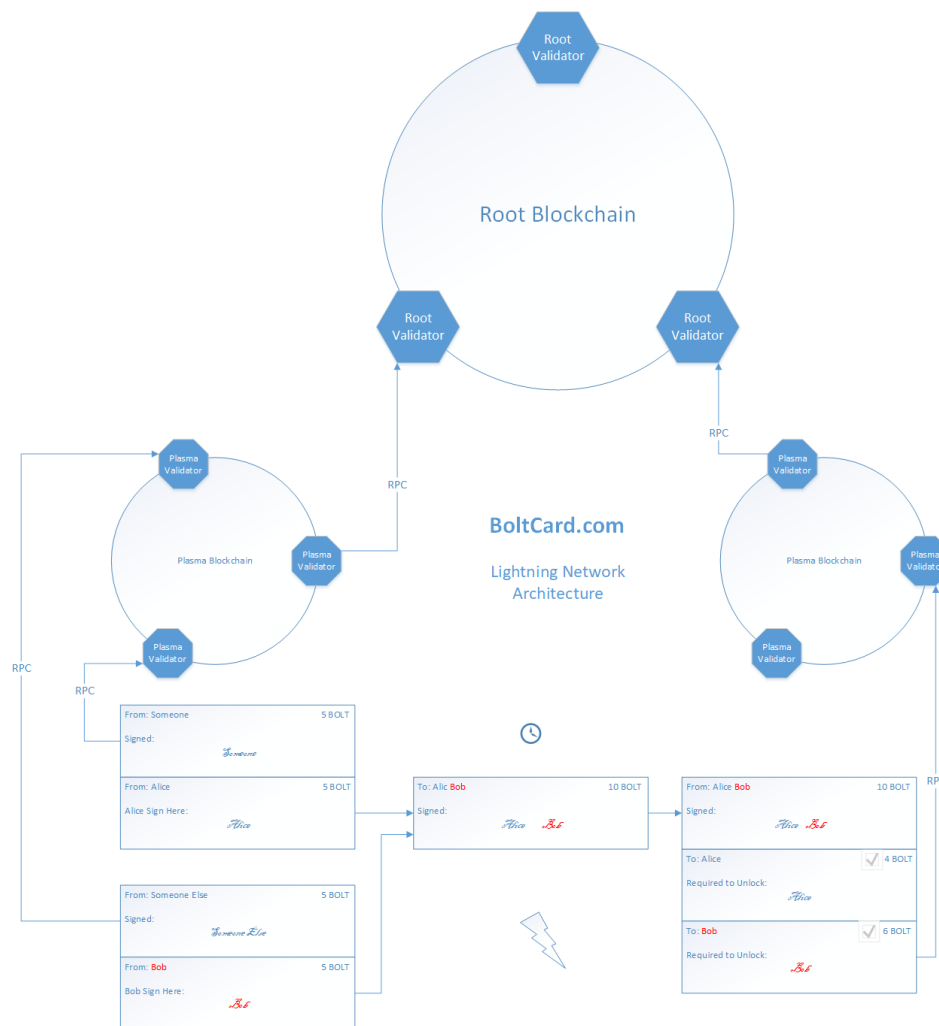 Root
Validator
Root Blockchain
Root
Validator
Root
Validator
RPC
RPC
Plasma
Validator
Plasma
Validator
Plasma Blockchain
Plasma
Validator
Plasma Blockchain
Plasma
Validator
BoltCard.com
Lightning Network
Architecture
Plasma
Validator
Plasma
Validator
RPC
RPC
From: Someone 5 BOLT
Signed:
Someone
From: Alice 5 BOLT
Alice Sign Here:
Alice
To: Alic Bob 10 BOLT
Signed:
Alice Bob
From: Alice Bob 10 BOLT
Signed:
Alice Bob
To: Alice 4 BOLT
Required to Unlock:
Alice
To: Bob 6 BOLT
Required to Unlock:
Bob
From: Someone Else 5 BOLT
Signed:
Someone Else
From: Bob 5 BOLT
Bob Sign Here:
Bob